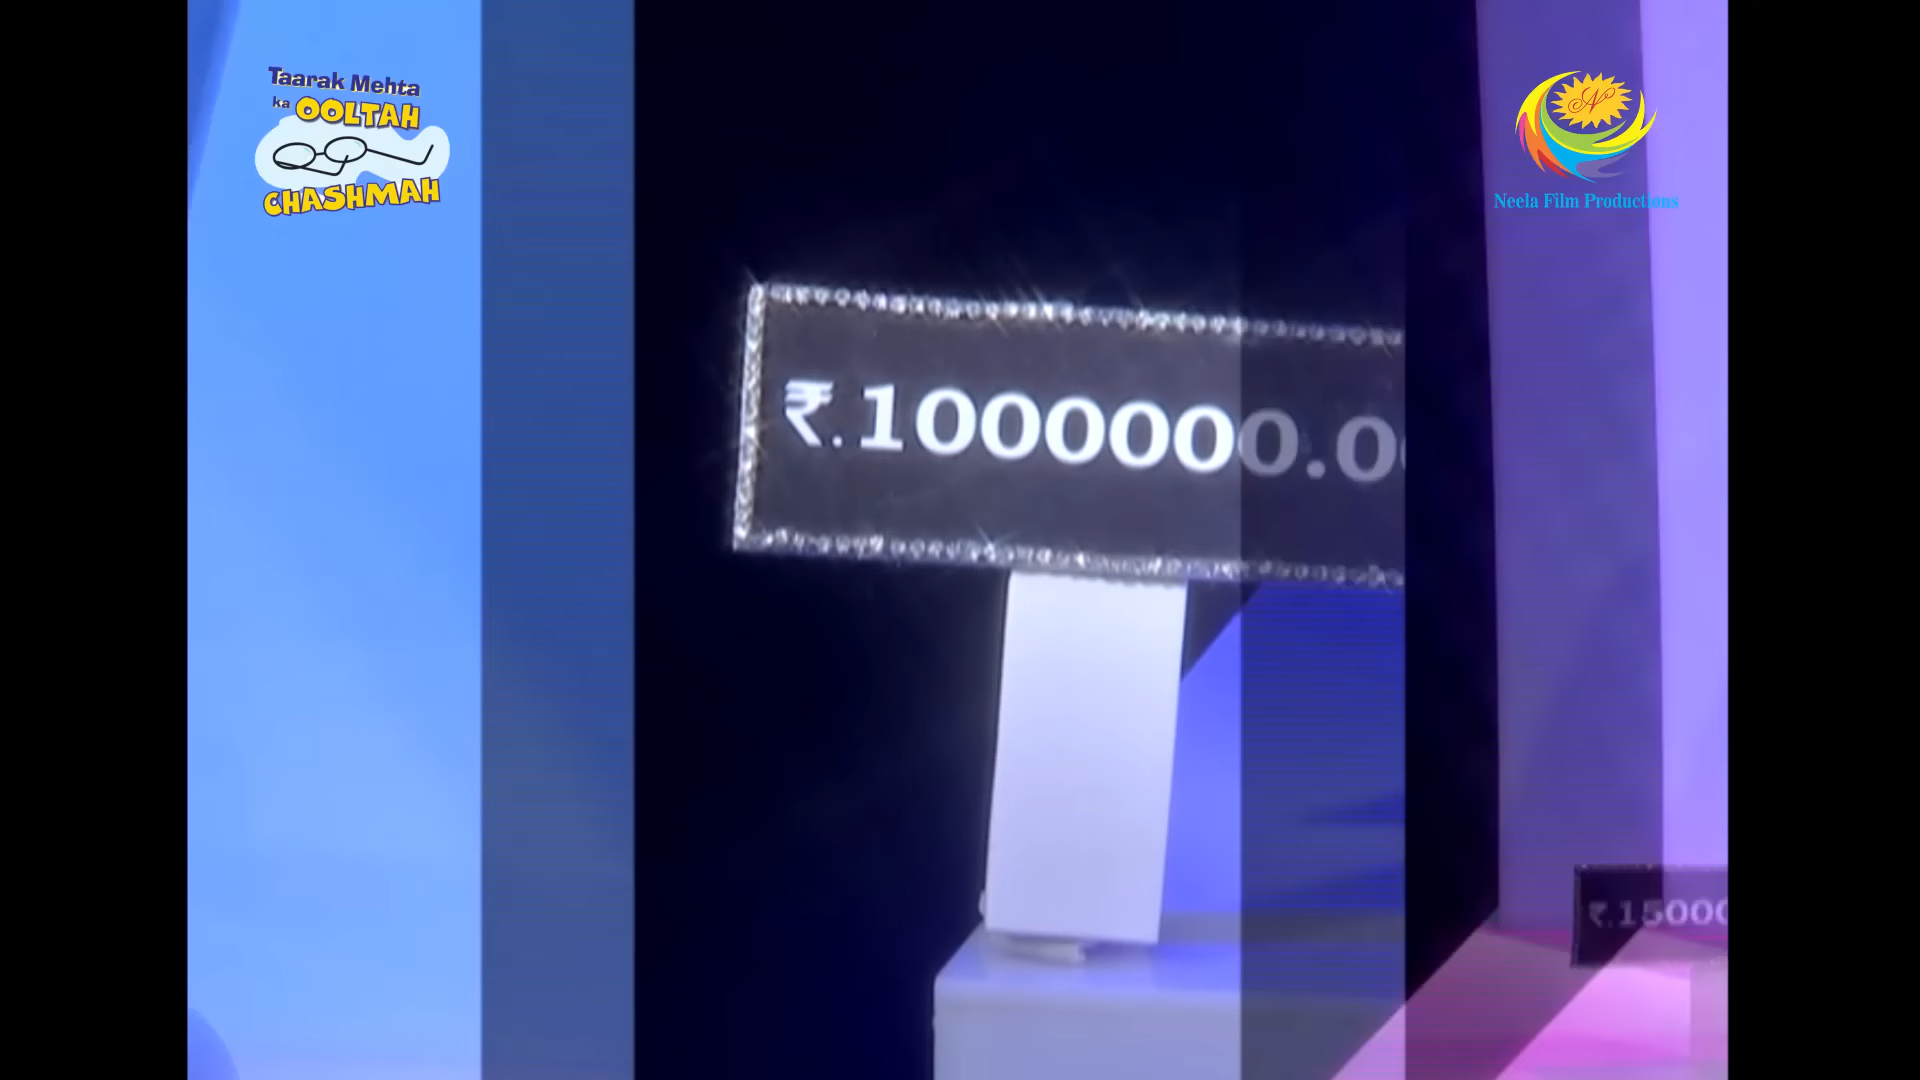 Taarak Mehta
ka OOLTAH
CHASHMAH
Neela Film Productions
₹.1000000.0
₹.15000